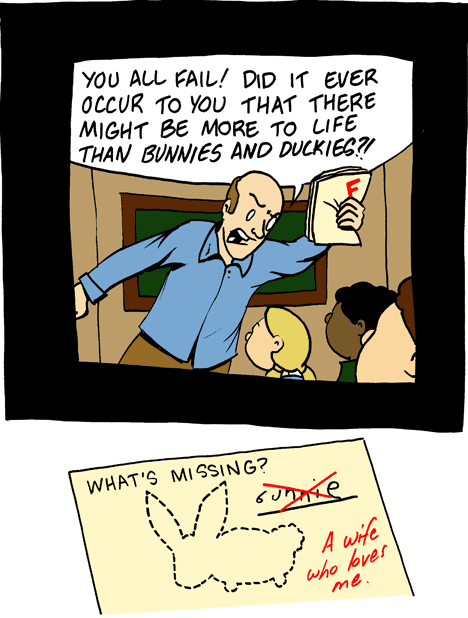 YOU ALL FAIL! DID IT EVER
OCCUR TO YOU THAT THERE
MIGHT BE MORE TO LIFE
THAN BUNNIES AND DUCKIES?!
F
WHAT'S MISSING?
bunnie
A wife
who loves
me.